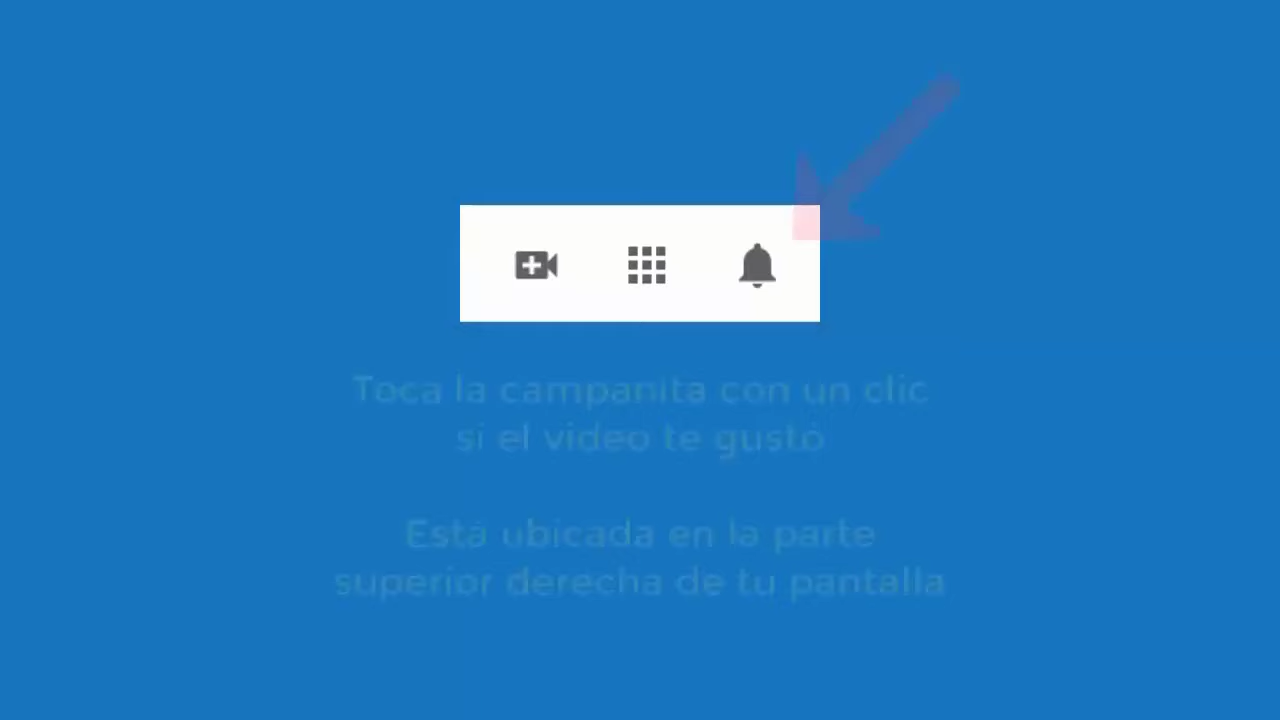 Toca la campanita con un clic
si el video te gustó
Está ubicada en la parte
superior derecha de tu pantalla